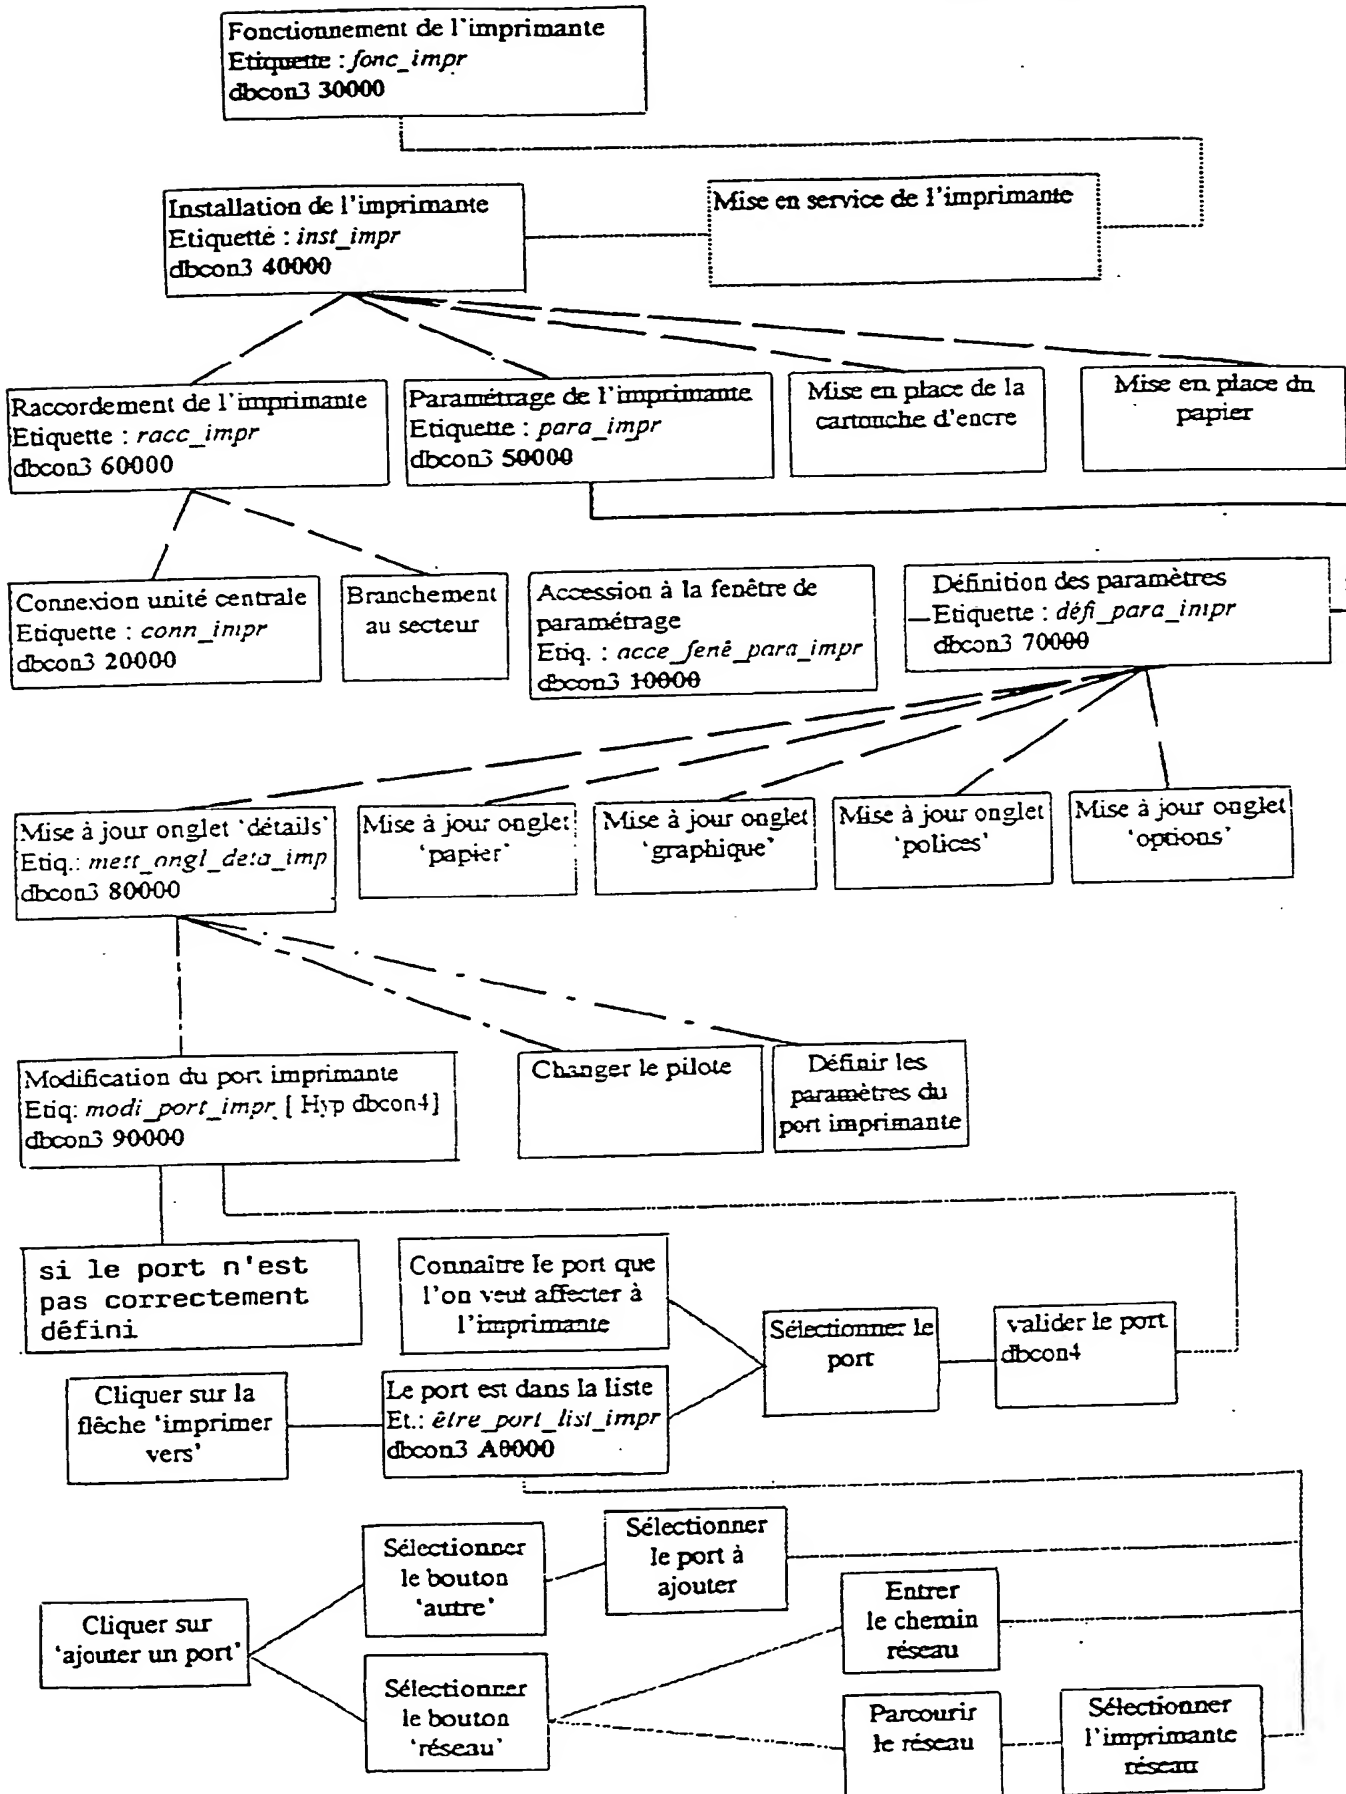 Fonctionnement de l'imprimante
Etiquette : fonc_impr
dbcon3 30000
Installation de l'imprimante
Etiquette : inst_impr
dbcon3 40000
Mise en service de l'imprimante
Raccordement de l'imprimante
Etiquette : racc_impr
dbcon3 60000
Paramétrage de l'imprimante
Etiquette : para_impr
dbcon3 50000
Mise en place de la
cartouche d'encre
Mise en place du
papier
Connexion unité centrale
Etiquette : conn_impr
dbcon3 20000
Branchement
au secteur
Accession à la fenêtre de
paramétrage
Etiq. : acce_fenê_para_impr
dbcon3 10000
Définition des paramètres
Etiquette : défi_para_impr
dbcon3 70000
Mise à jour onglet 'détails'
Etiq.: mett_ongl_deta_imp
dbcon3 80000
Mise à jour onglet
'papier'
Mise à jour onglet
'graphique'
Mise à jour onglet
'polices'
Mise à jour onglet
'options'
Modification du port imprimante
Etiq: modi_port_impr [ Hyp dbcon4]
dbcon3 90000
Changer le pilote
Définir les
paramètres du
port imprimante
si le port n'est
pas correctement
défini
Connaître le port que
l'on veut affecter à
l'imprimante
Sélectionner le
port
valider le port
dbcon4
Cliquer sur la
flêche 'imprimer
vers'
Le port est dans la liste
Et.: être_port_list_impr
dbcon3 A0000
Sélectionner
le bouton
'autre'
Sélectionner
le port à
ajouter
Cliquer sur
'ajouter un port'
Entrer
le chemin
réseau
Sélectionner
le bouton
'réseau'
Parcourir
le réseau
Sélectionner
l'imprimante
réseau